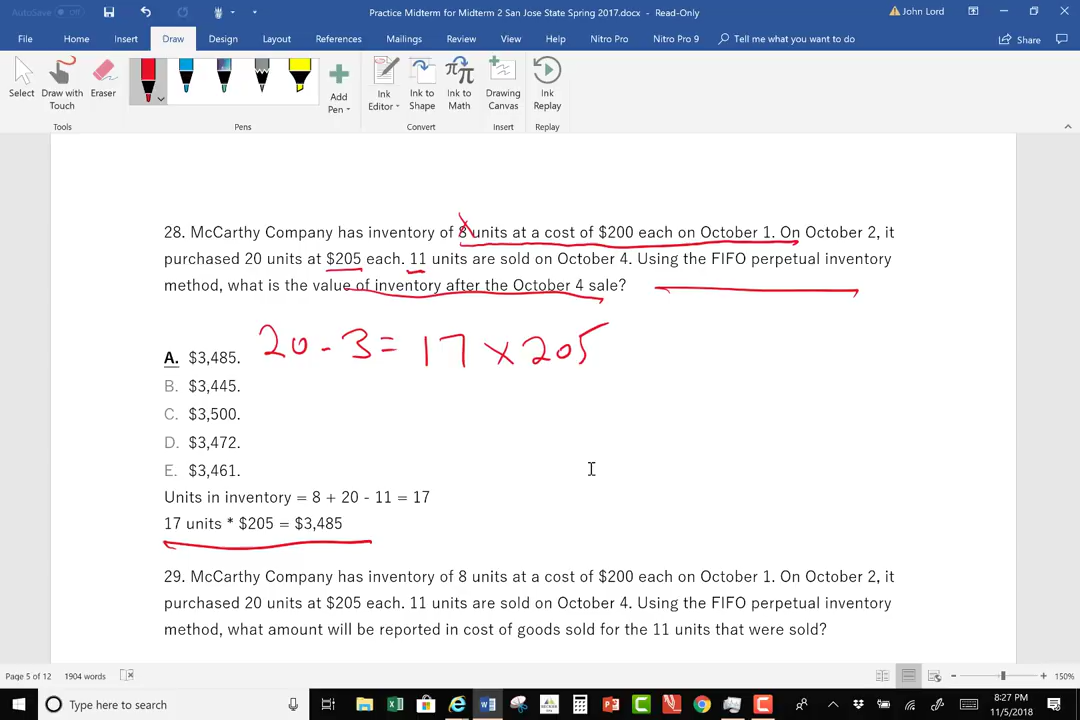 AutoSave Off
Practice Midterm for Midterm 2 San Jose State Spring 2017.docx - Read-Only
John Lord
File Home Insert Draw Design Layout References Mailings Review View Help Nitro Pro Nitro Pro 9 Tell me what you want to do Share
Select Draw with Touch Eraser Add Pen Ink Editor Ink to Shape Ink to Math Drawing Canvas Ink Replay
Tools Pens Convert Insert Replay
28. McCarthy Company has inventory of 8 units at a cost of $200 each on October 1. On October 2, it
purchased 20 units at $205 each. 11 units are sold on October 4. Using the FIFO perpetual inventory
method, what is the value of inventory after the October 4 sale?
20 - 3 = 17 x 205
A. $3,485.
B. $3,445.
C. $3,500.
D. $3,472.
E. $3,461.
Units in inventory = 8 + 20 - 11 = 17
17 units * $205 = $3,485
29. McCarthy Company has inventory of 8 units at a cost of $200 each on October 1. On October 2, it
purchased 20 units at $205 each. 11 units are sold on October 4. Using the FIFO perpetual inventory
method, what amount will be reported in cost of goods sold for the 11 units that were sold?
Page 5 of 12 1904 words 150%
Type here to search
8:27 PM
11/5/2018